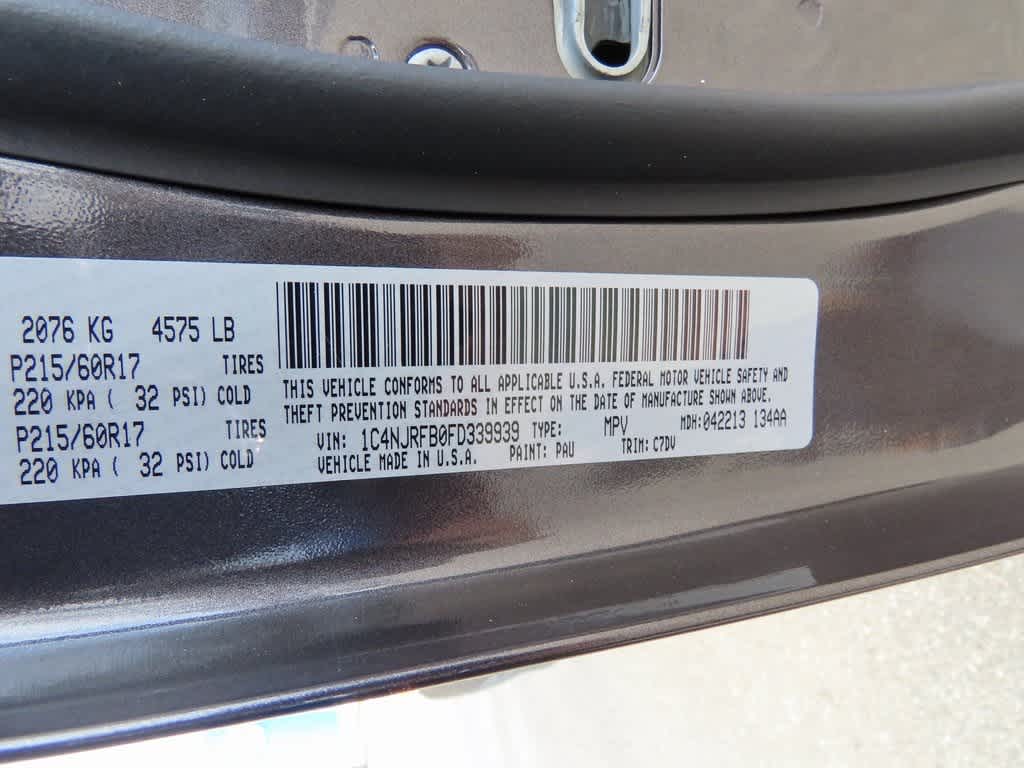 2076 KG 4575 LB
P215/60R17 TIRES
220 KPA ( 32 PSI) COLD
P215/60R17 TIRES
220 KPA ( 32 PSI) COLD
THIS VEHICLE CONFORMS TO ALL APPLICABLE U.S.A. FEDERAL MOTOR VEHICLE SAFETY AND
THEFT PREVENTION STANDARDS IN EFFECT ON THE DATE OF MANUFACTURE SHOWN ABOVE.
VIN: 1C4NJRFB0FD339939 TYPE: MPV MDH: 042213 134AA
VEHICLE MADE IN U.S.A. PAINT: PAU TRIM: C7DV